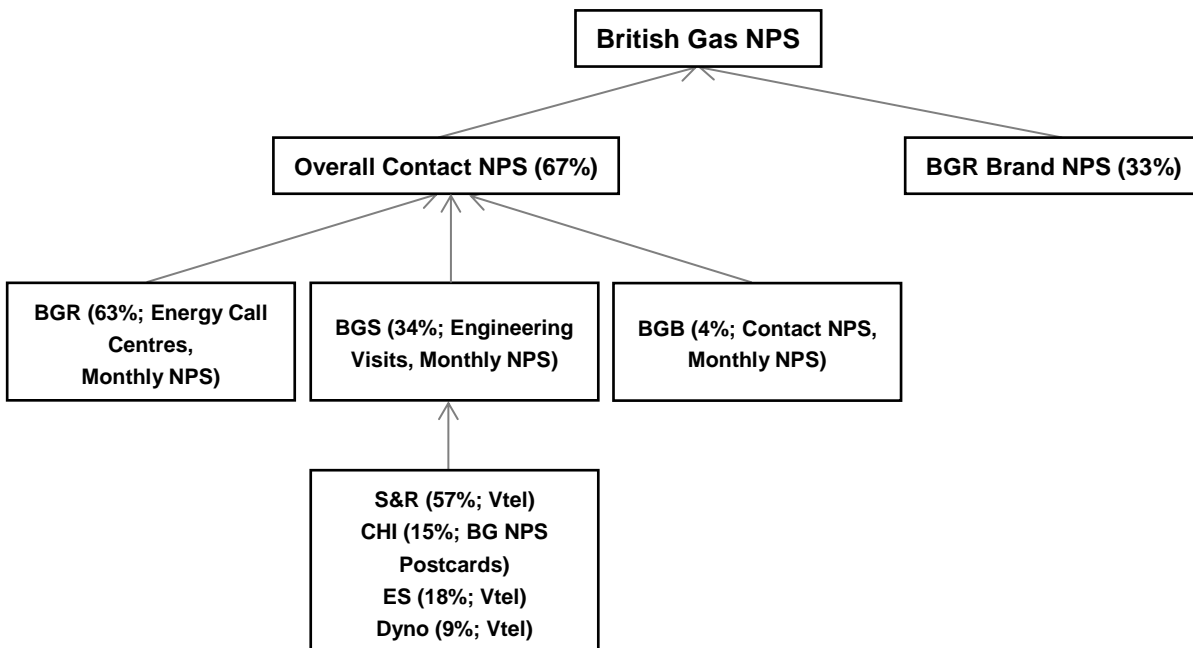 British Gas NPS
Overall Contact NPS (67%)
BGR Brand NPS (33%)
BGR (63%; Energy Call
Centres,
Monthly NPS)
BGS (34%; Engineering
Visits, Monthly NPS)
BGB (4%; Contact NPS,
Monthly NPS)
S&R (57%; Vtel)
CHI (15%; BG NPS
Postcards)
ES (18%; Vtel)
Dyno (9%; Vtel)